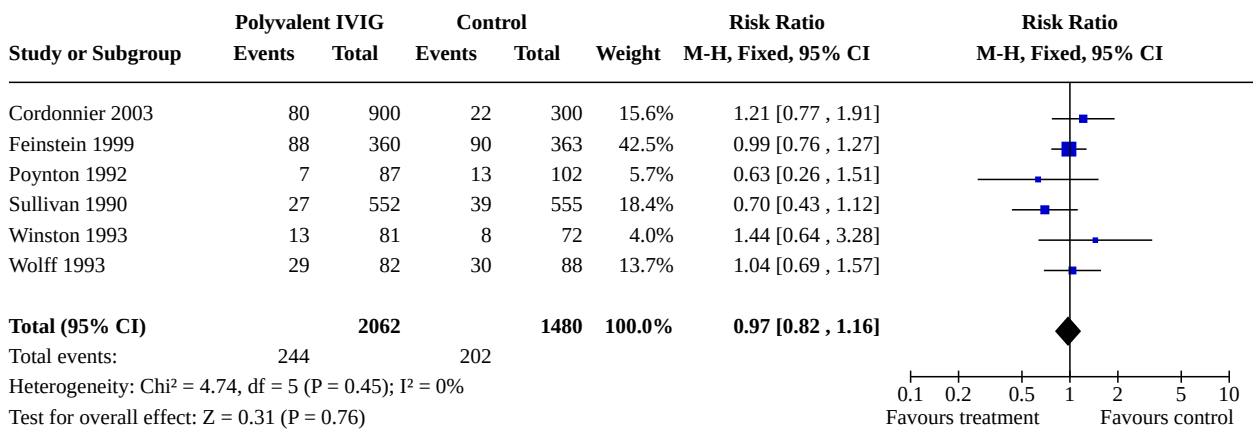 Polyvalent IVIG Control Risk Ratio Risk Ratio
Study or Subgroup Events Total Events Total Weight M-H, Fixed, 95% CI M-H, Fixed, 95% CI
Cordonnier 2003 80 900 22 300 15.6% 1.21 [0.77 , 1.91]
Feinstein 1999 88 360 90 363 42.5% 0.99 [0.76 , 1.27]
Poynton 1992 7 87 13 102 5.7% 0.63 [0.26 , 1.51]
Sullivan 1990 27 552 39 555 18.4% 0.70 [0.43 , 1.12]
Winston 1993 13 81 8 72 4.0% 1.44 [0.64 , 3.28]
Wolff 1993 29 82 30 88 13.7% 1.04 [0.69 , 1.57]
Total (95% CI) 2062 1480 100.0% 0.97 [0.82 , 1.16]
Total events: 244 202
Heterogeneity: Chi² = 4.74, df = 5 (P = 0.45); I² = 0%
Test for overall effect: Z = 0.31 (P = 0.76)
0.1 0.2 0.5 1 2 5 10
Favours treatment Favours control